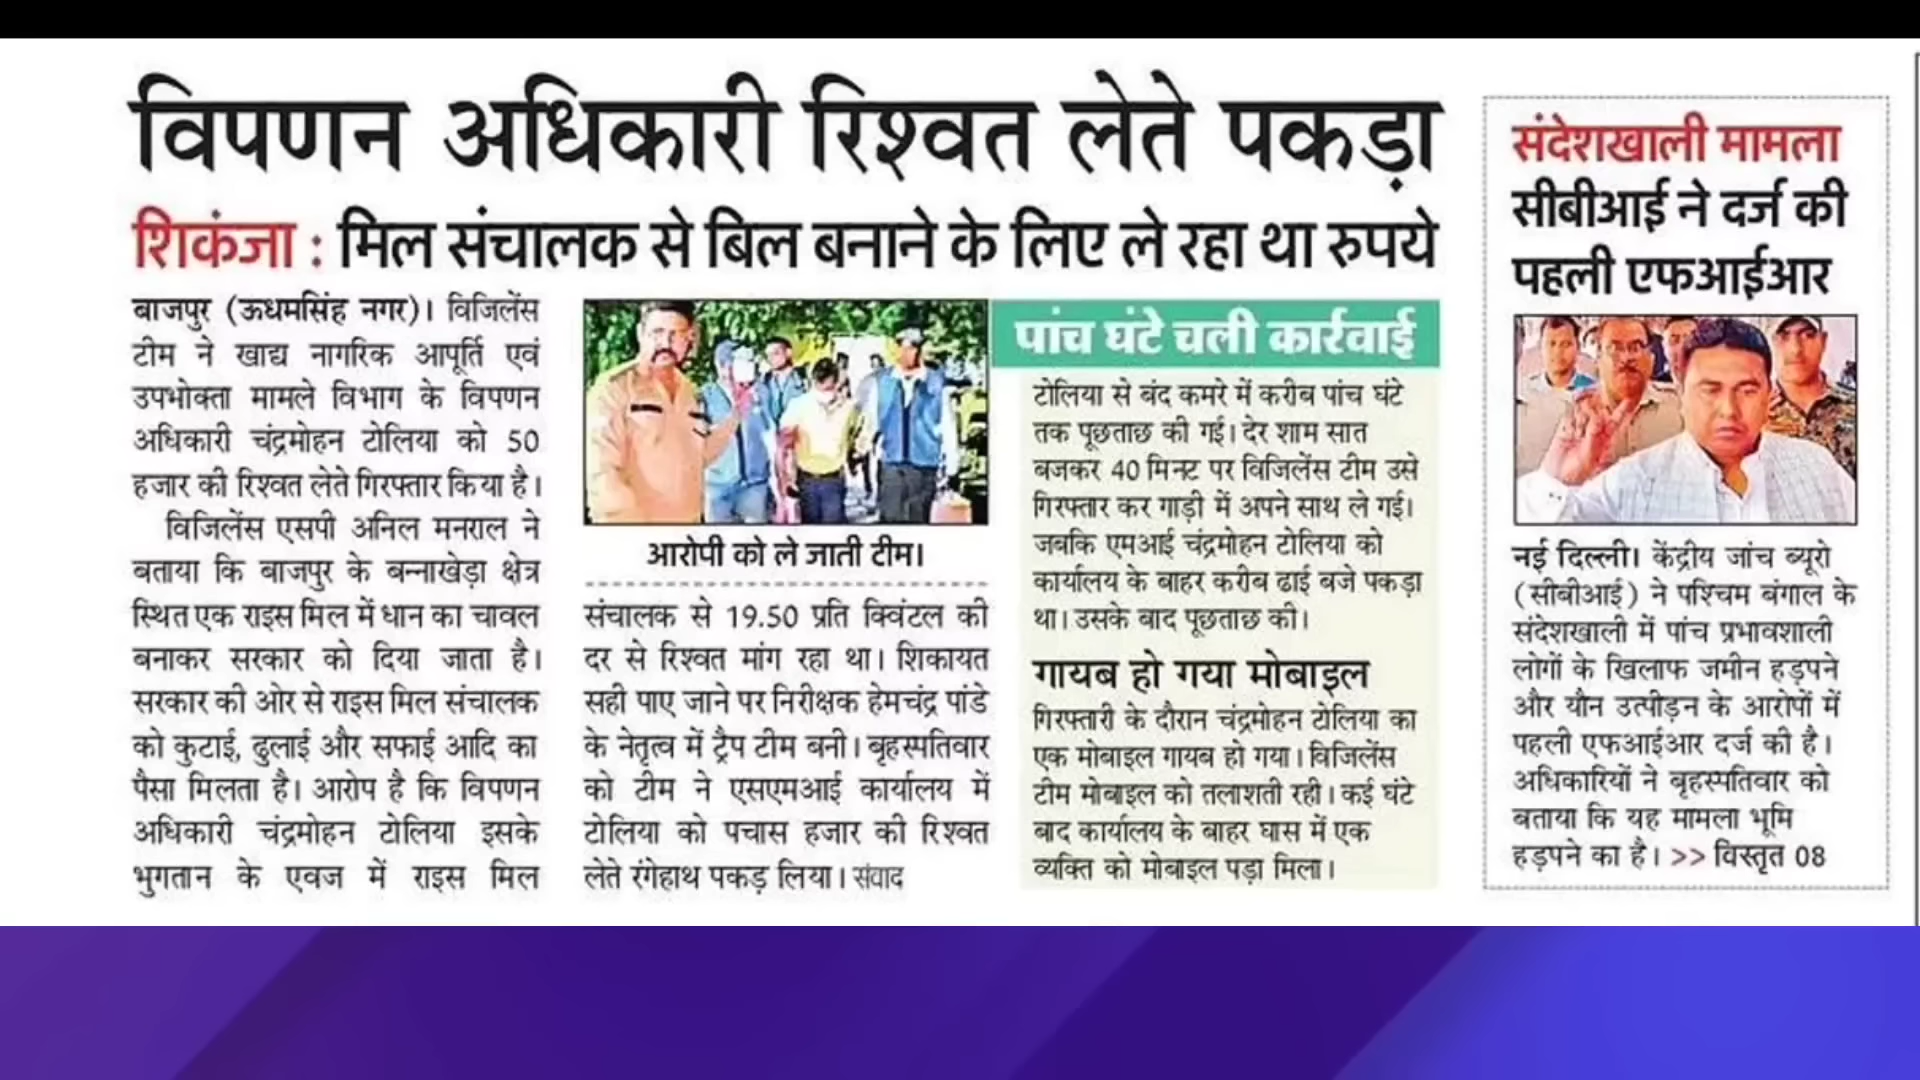 विपणन अधिकारी रिश्वत लेते पकड़ा
शिकंजा : मिल संचालक से बिल बनाने के लिए ले रहा था रुपये
बाजपुर (ऊधमसिंह नगर)। विजिलेंस
टीम ने खाद्य नागरिक आपूर्ति एवं
उपभोक्ता मामले विभाग के विपणन
अधिकारी चंद्रमोहन टोलिया को 50
हजार की रिश्वत लेते गिरफ्तार किया है।
विजिलेंस एसपी अनिल मनराल ने
बताया कि बाजपुर के बन्नाखेड़ा क्षेत्र
स्थित एक राइस मिल में धान का चावल
बनाकर सरकार को दिया जाता है।
सरकार की ओर से राइस मिल संचालक
को कुटाई, ढुलाई और सफाई आदि का
पैसा मिलता है। आरोप है कि विपणन
अधिकारी चंद्रमोहन टोलिया इसके
भुगतान के एवज में राइस मिल
आरोपी को ले जाती टीम।
संचालक से 19.50 प्रति क्विंटल की
दर से रिश्वत मांग रहा था। शिकायत
सही पाए जाने पर निरीक्षक हेमचंद्र पांडे
के नेतृत्व में ट्रैप टीम बनी। बृहस्पतिवार
को टीम ने एसएमआई कार्यालय में
टोलिया को पचास हजार की रिश्वत
लेते रंगेहाथ पकड़ लिया। संवाद
पांच घंटे चली कार्रवाई
टोलिया से बंद कमरे में करीब पांच घंटे
तक पूछताछ की गई। देर शाम सात
बजकर 40 मिनट पर विजिलेंस टीम उसे
गिरफ्तार कर गाड़ी में अपने साथ ले गई।
जबकि एमआई चंद्रमोहन टोलिया को
कार्यालय के बाहर करीब ढाई बजे पकड़ा
था। उसके बाद पूछताछ की।
गायब हो गया मोबाइल
गिरफ्तारी के दौरान चंद्रमोहन टोलिया का
एक मोबाइल गायब हो गया। विजिलेंस
टीम मोबाइल को तलाशती रही। कई घंटे
बाद कार्यालय के बाहर घास में एक
व्यक्ति को मोबाइल पड़ा मिला।
संदेशखाली मामला
सीबीआई ने दर्ज की
पहली एफआईआर
नई दिल्ली। केंद्रीय जांच ब्यूरो
(सीबीआई) ने पश्चिम बंगाल के
संदेशखाली में पांच प्रभावशाली
लोगों के खिलाफ जमीन हड़पने
और यौन उत्पीड़न के आरोपों में
पहली एफआईआर दर्ज की है।
अधिकारियों ने बृहस्पतिवार को
बताया कि यह मामला भूमि
हड़पने का है। >> विस्तृत 08